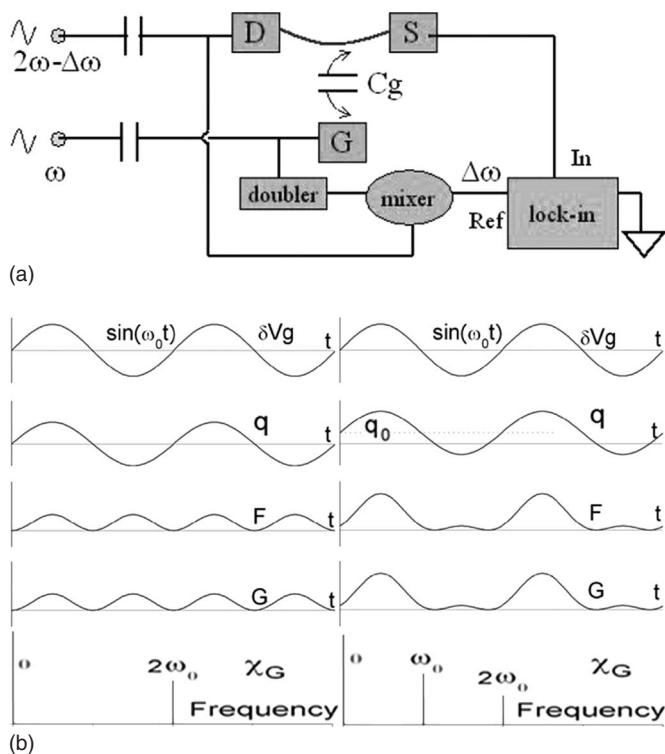 D
S
2ω-Δω
Cg
G
ω
In
Δω
doubler
mixer
Ref
lock-in
(a)
sin(ω₀t) δVg t
q t
F t
G t
0 2ω₀ χG
Frequency
sin(ω₀t) δVg t
q₀ q t
F t
G t
0 ω₀ 2ω₀ χG
Frequency
(b)